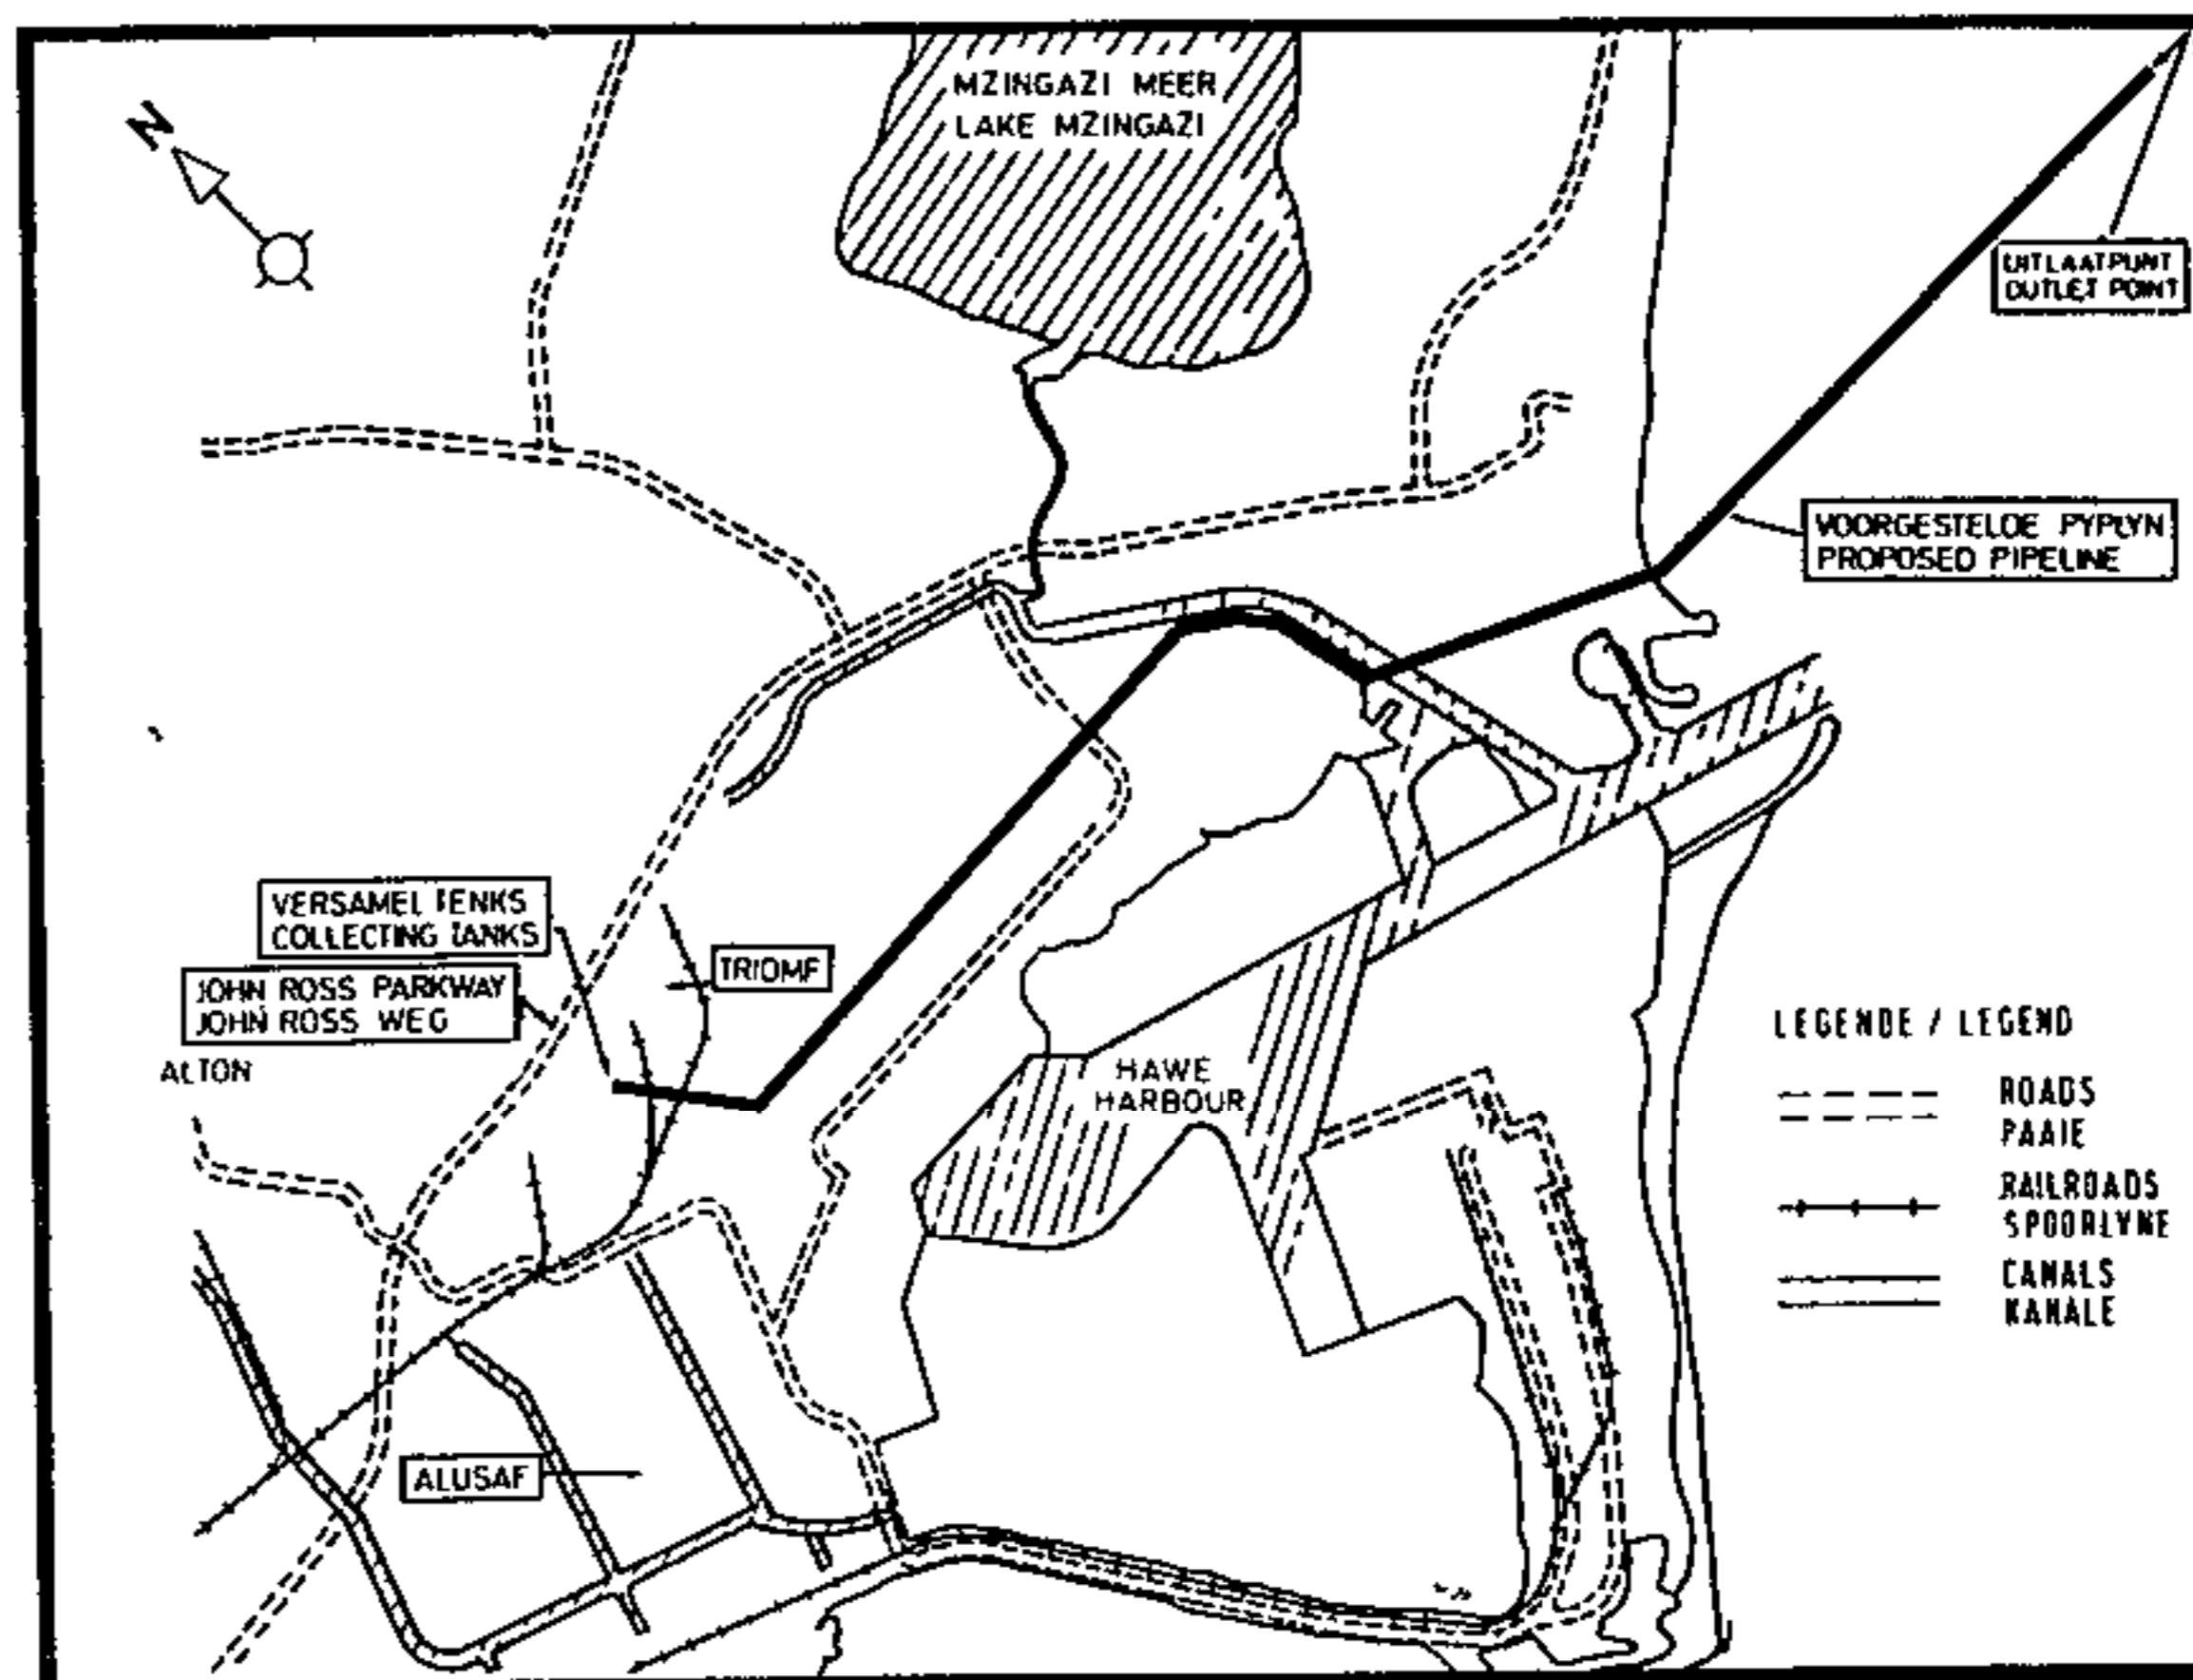 MZINGAZI MEER
LAKE MZINGAZI
N
UITLAATPUNT
OUTLET POINT
VOORGESTELDE PYPLYN
PROPOSED PIPELINE
VERSAMEL TENKS
COLLECTING TANKS
TRIOMF
JOHN ROSS PARKWAY
JOHN ROSS WEG
ALTON
HAWE
HARBOUR
LEGENDE / LEGEND
ROADS
PAAIE
RAILROADS
SPOORLYNE
CANALS
KANALE
ALUSAF